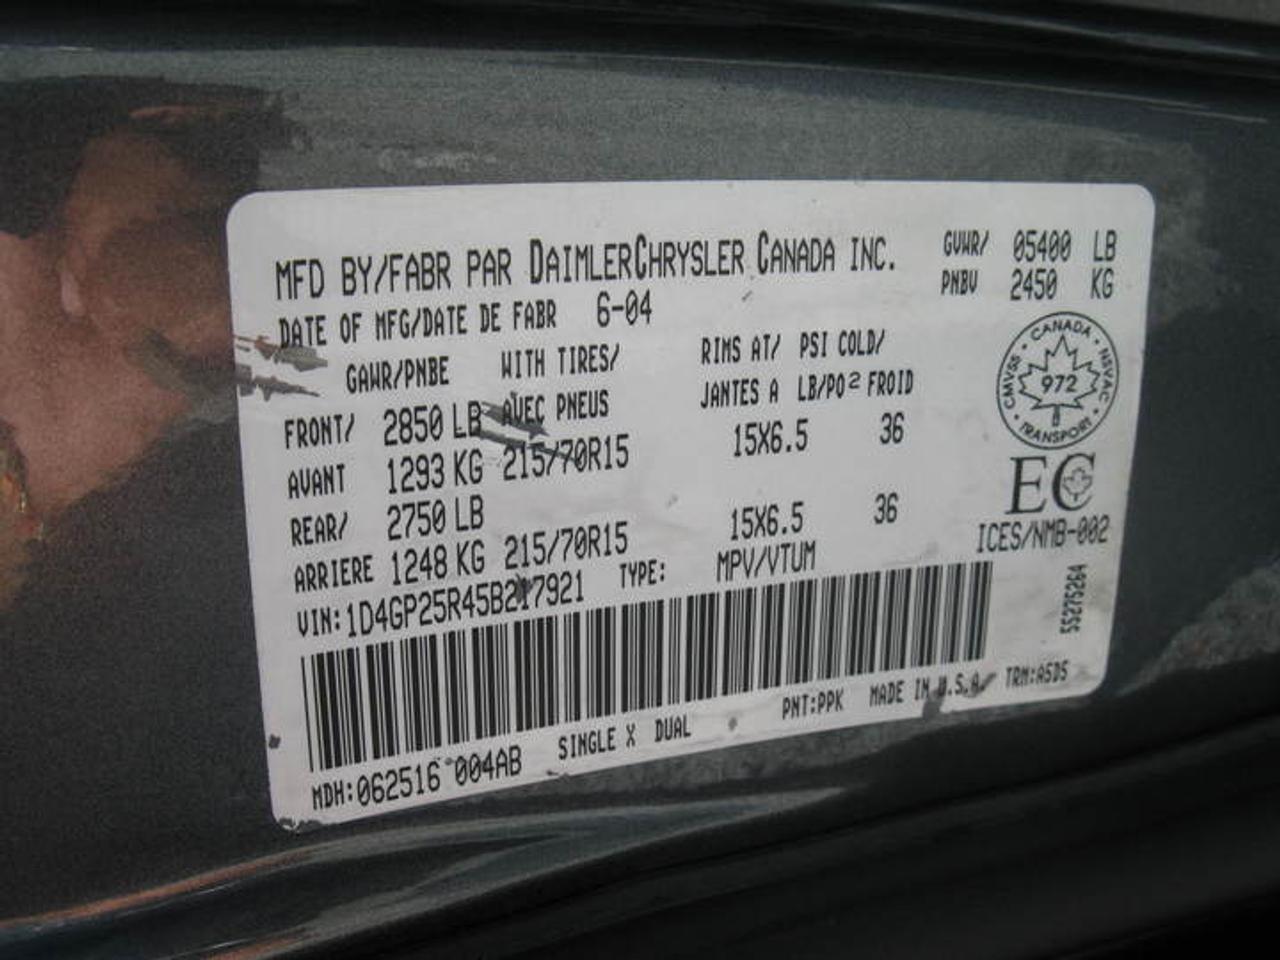 MFD BY/FABR PAR DAIMLERCHRYSLER CANADA INC.
GVWR/ 05400 LB
PNBV 2450 KG
DATE OF MFG/DATE DE FABR 6-04
GAWR/PNBE WITH TIRES/ RIMS AT/ PSI COLD/
AVEC PNEUS JANTES A LB/PO2 FROID
FRONT/ 2850 LB
AVANT 1293 KG 215/70R15 15X6.5 36
REAR/ 2750 LB
ARRIERE 1248 KG 215/70R15 15X6.5 36
CANADA
CMVSS 972 NSVAC
TRANSPORT
EC
ICES/NMB-002
VIN:1D4GP25R45B217921 TYPE: MPV/VTUM
55275264
MDH:062516 004AB SINGLE X DUAL PNT:PPK MADE IN U.S.A. TRM:A5D5